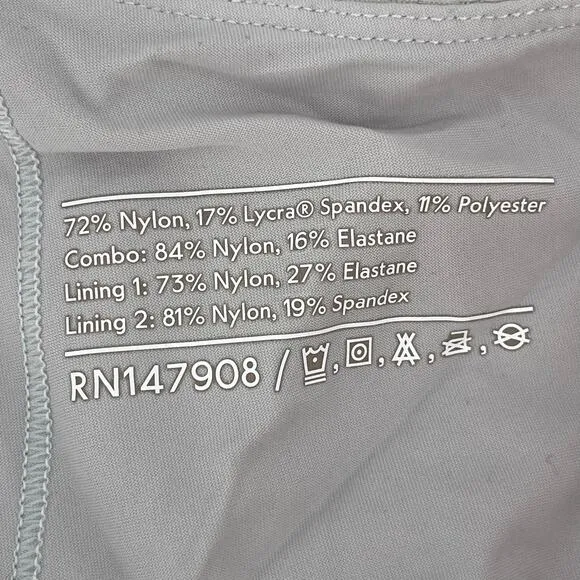 72% Nylon, 17% Lycra® Spandex, 11% Polyester
Combo: 84% Nylon, 16% Elastane
Lining 1: 73% Nylon, 27% Elastane
Lining 2: 81% Nylon, 19% Spandex
RN147908 / , , , ,